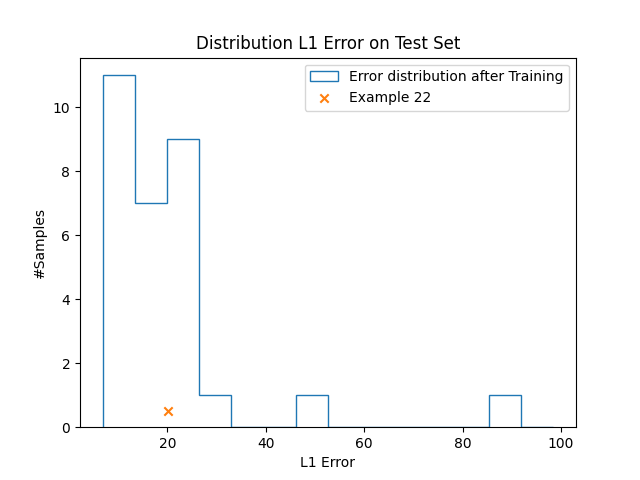 Distribution L1 Error on Test Set
Error distribution after Training
Example 22
#Samples
10
8
6
4
2
0
20
40
60
80
100
L1 Error